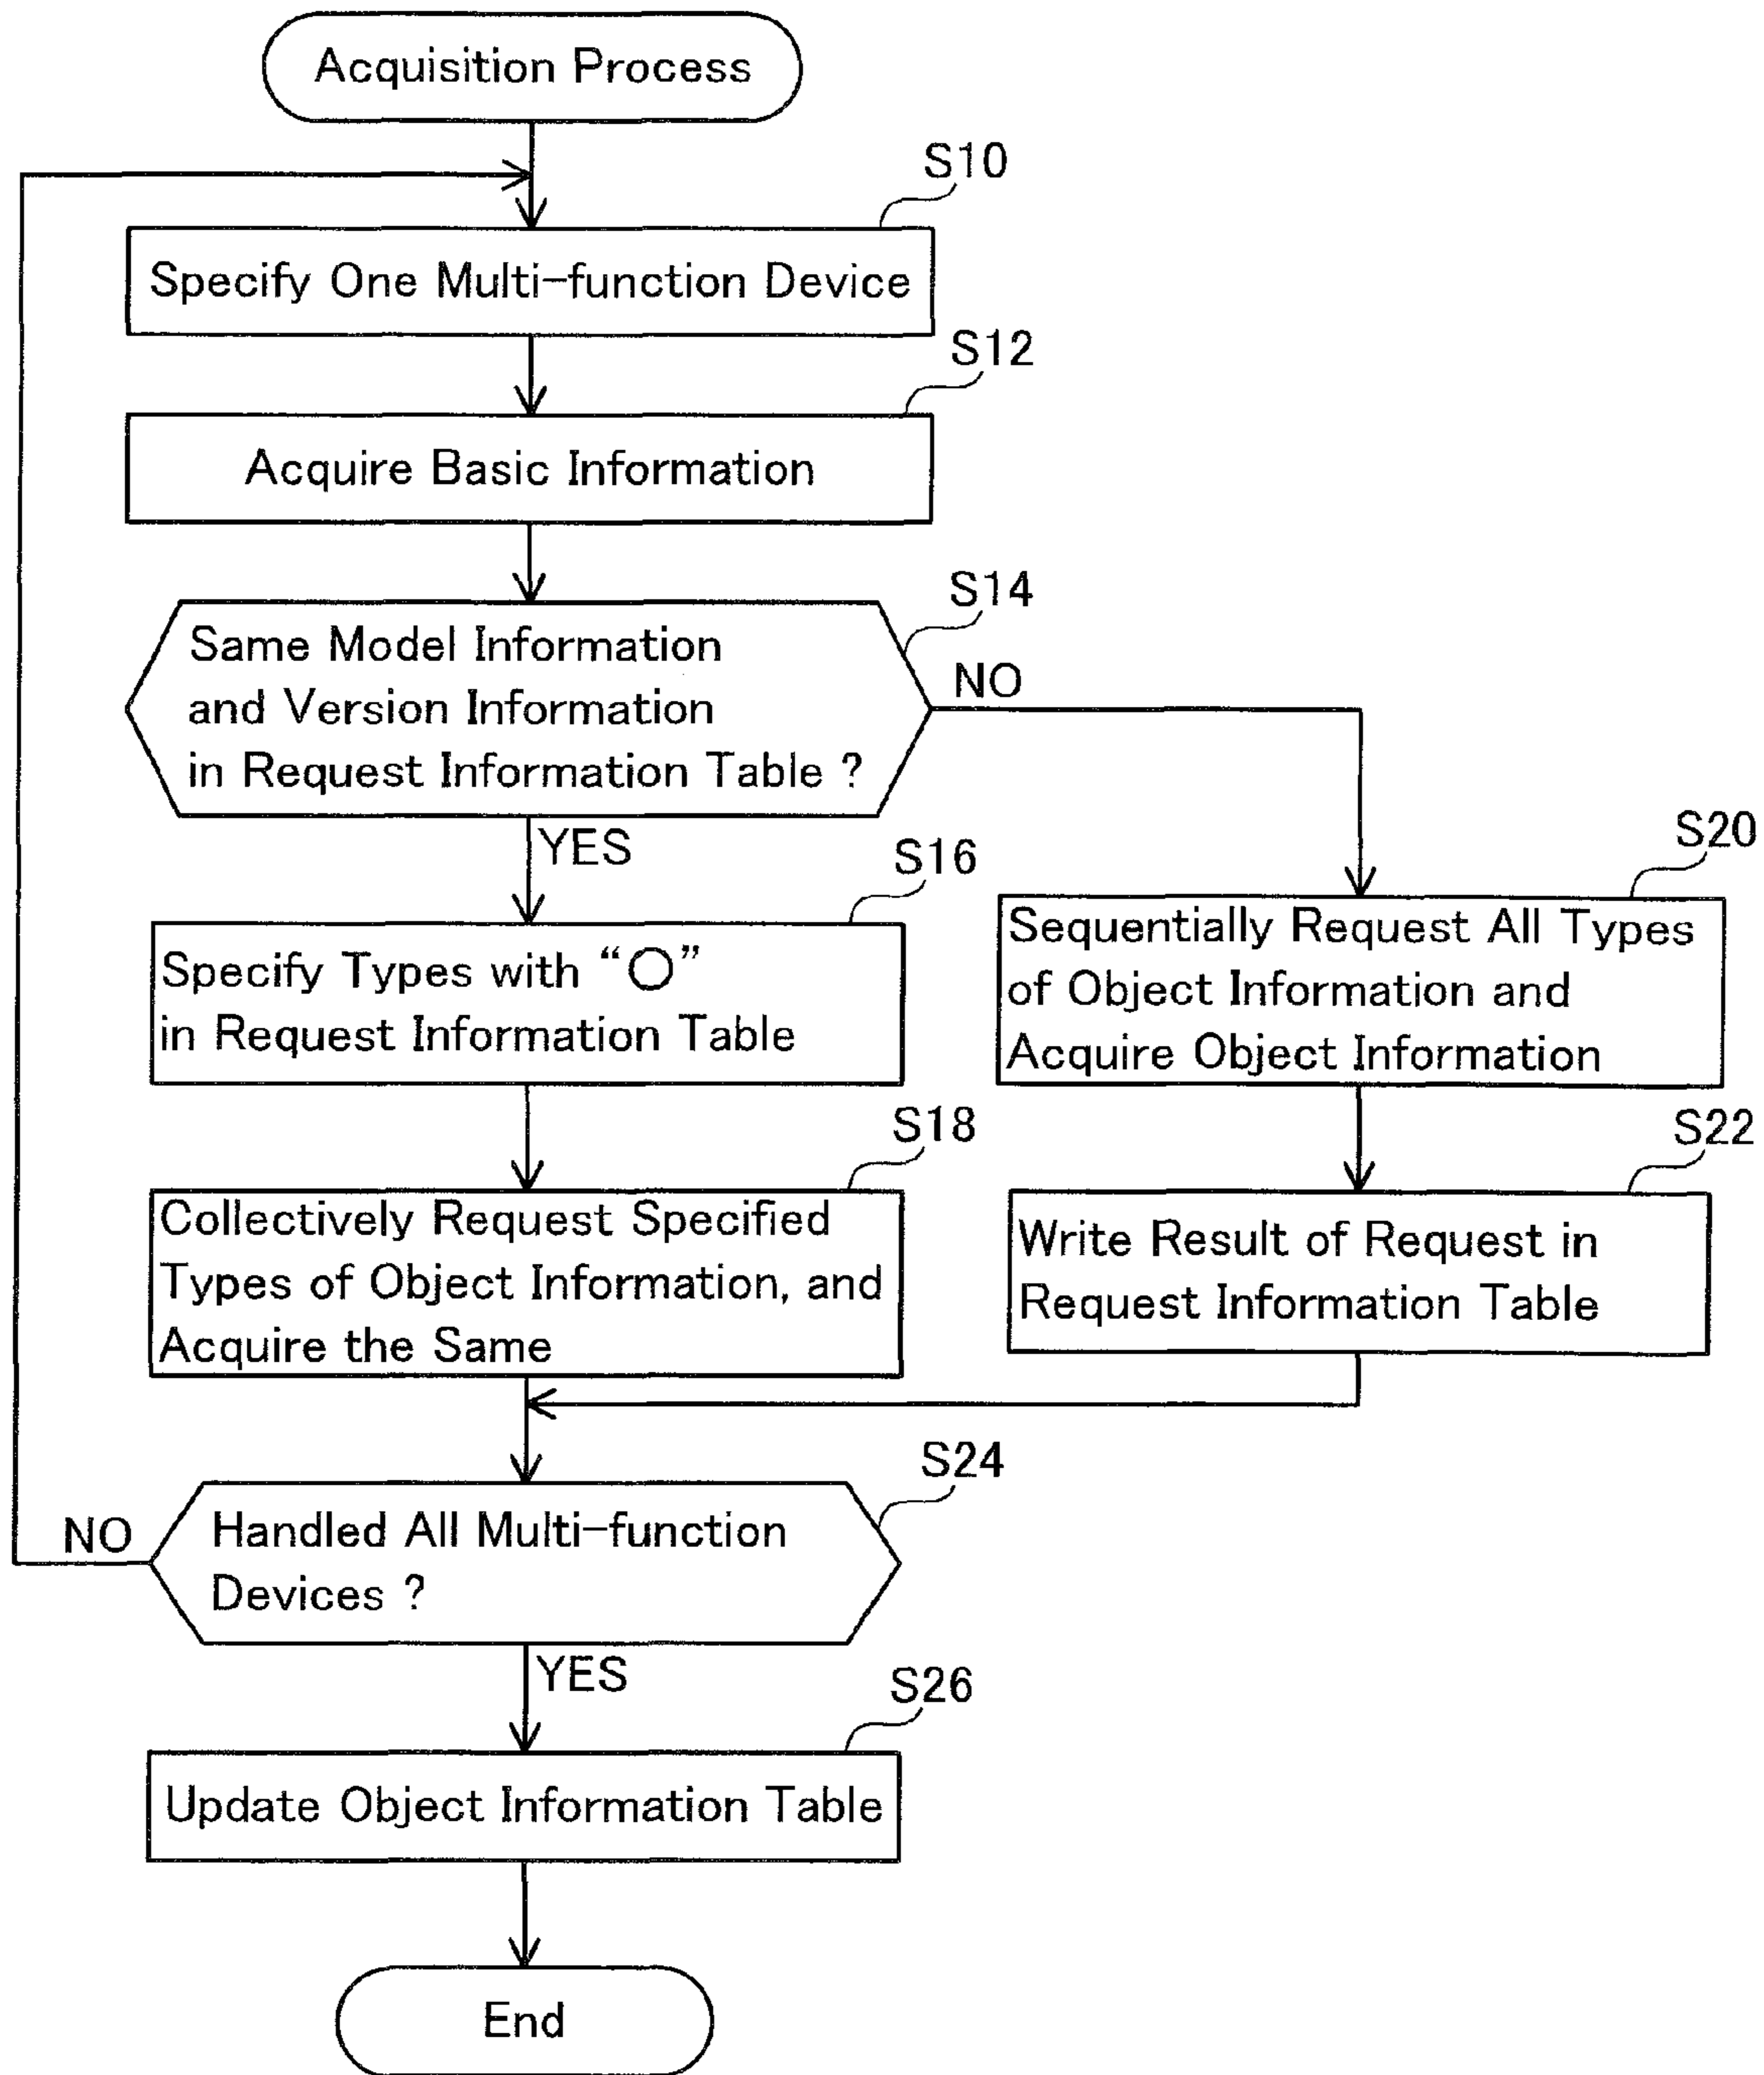 Acquisition Process
S10
Specify One Multi-function Device
S12
Acquire Basic Information
S14
Same Model Information
and Version Information
in Request Information Table ?
NO
YES
S16
Specify Types with “○”
in Request Information Table
S20
Sequentially Request All Types
of Object Information and
Acquire Object Information
S18
Collectively Request Specified
Types of Object Information, and
Acquire the Same
S22
Write Result of Request in
Request Information Table
S24
Handled All Multi-function
Devices ?
NO
YES
S26
Update Object Information Table
End